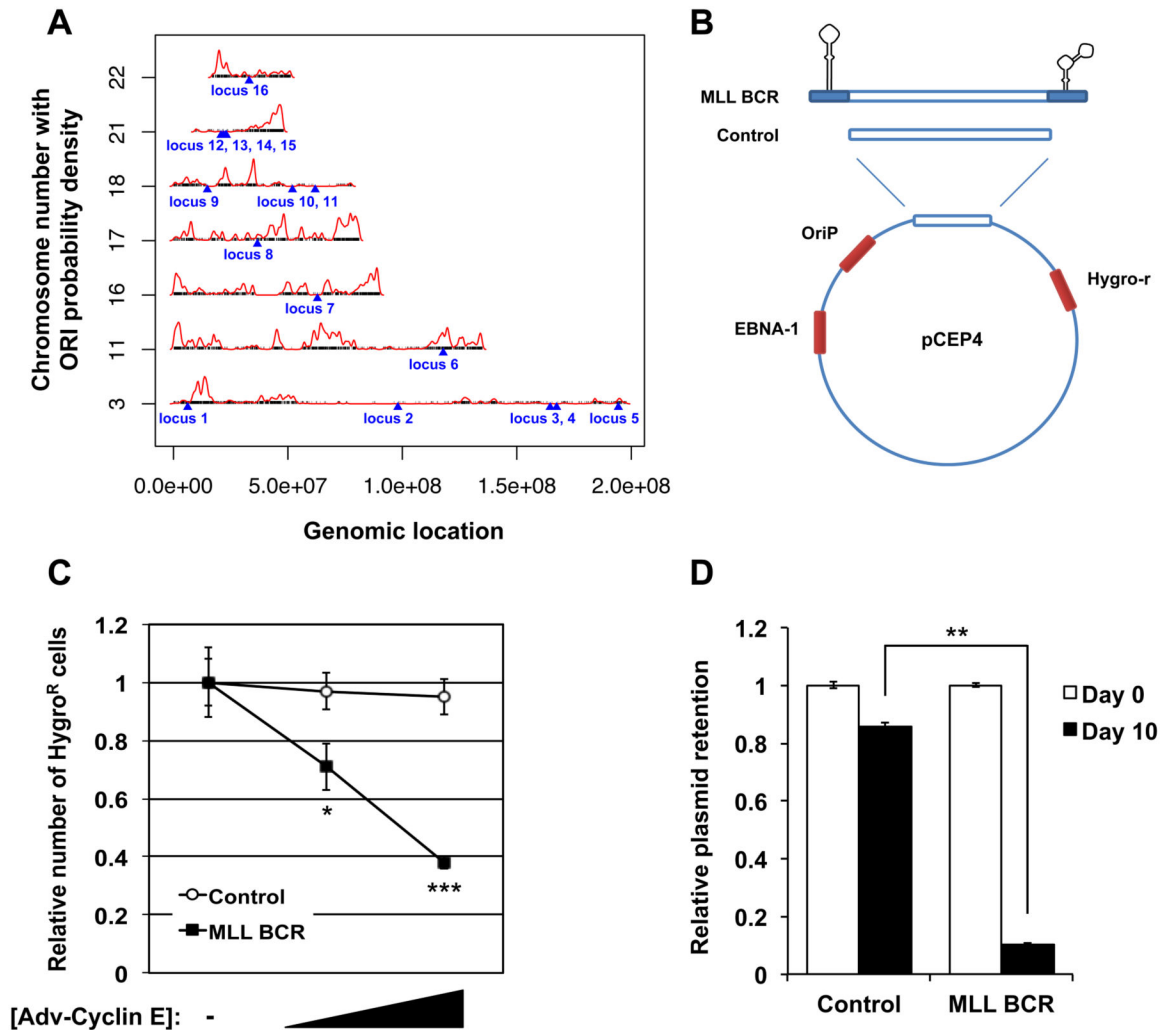 A
Chromosome number with
ORI probability density
22
21
18
17
16
11
3
locus 16
locus 12, 13, 14, 15
locus 9
locus 10, 11
locus 8
locus 7
locus 6
locus 1
locus 2
locus 3, 4
locus 5
0.0e+00
5.0e+07
1.0e+08
1.5e+08
2.0e+08
Genomic location
B
MLL BCR
Control
OriP
Hygro-r
EBNA-1
pCEP4
C
Relative number of Hygro^R cells
1.2
1
0.8
0.6
0.4
0.2
0
*
***
Control
MLL BCR
[Adv-Cyclin E]: -
D
Relative plasmid retention
1.2
1
0.8
0.6
0.4
0.2
0
**
Day 0
Day 10
Control
MLL BCR